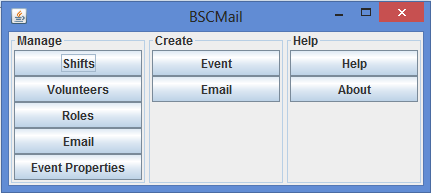 BSCMail
Manage
Shifts
Volunteers
Roles
Email
Event Properties
Create
Event
Email
Help
Help
About